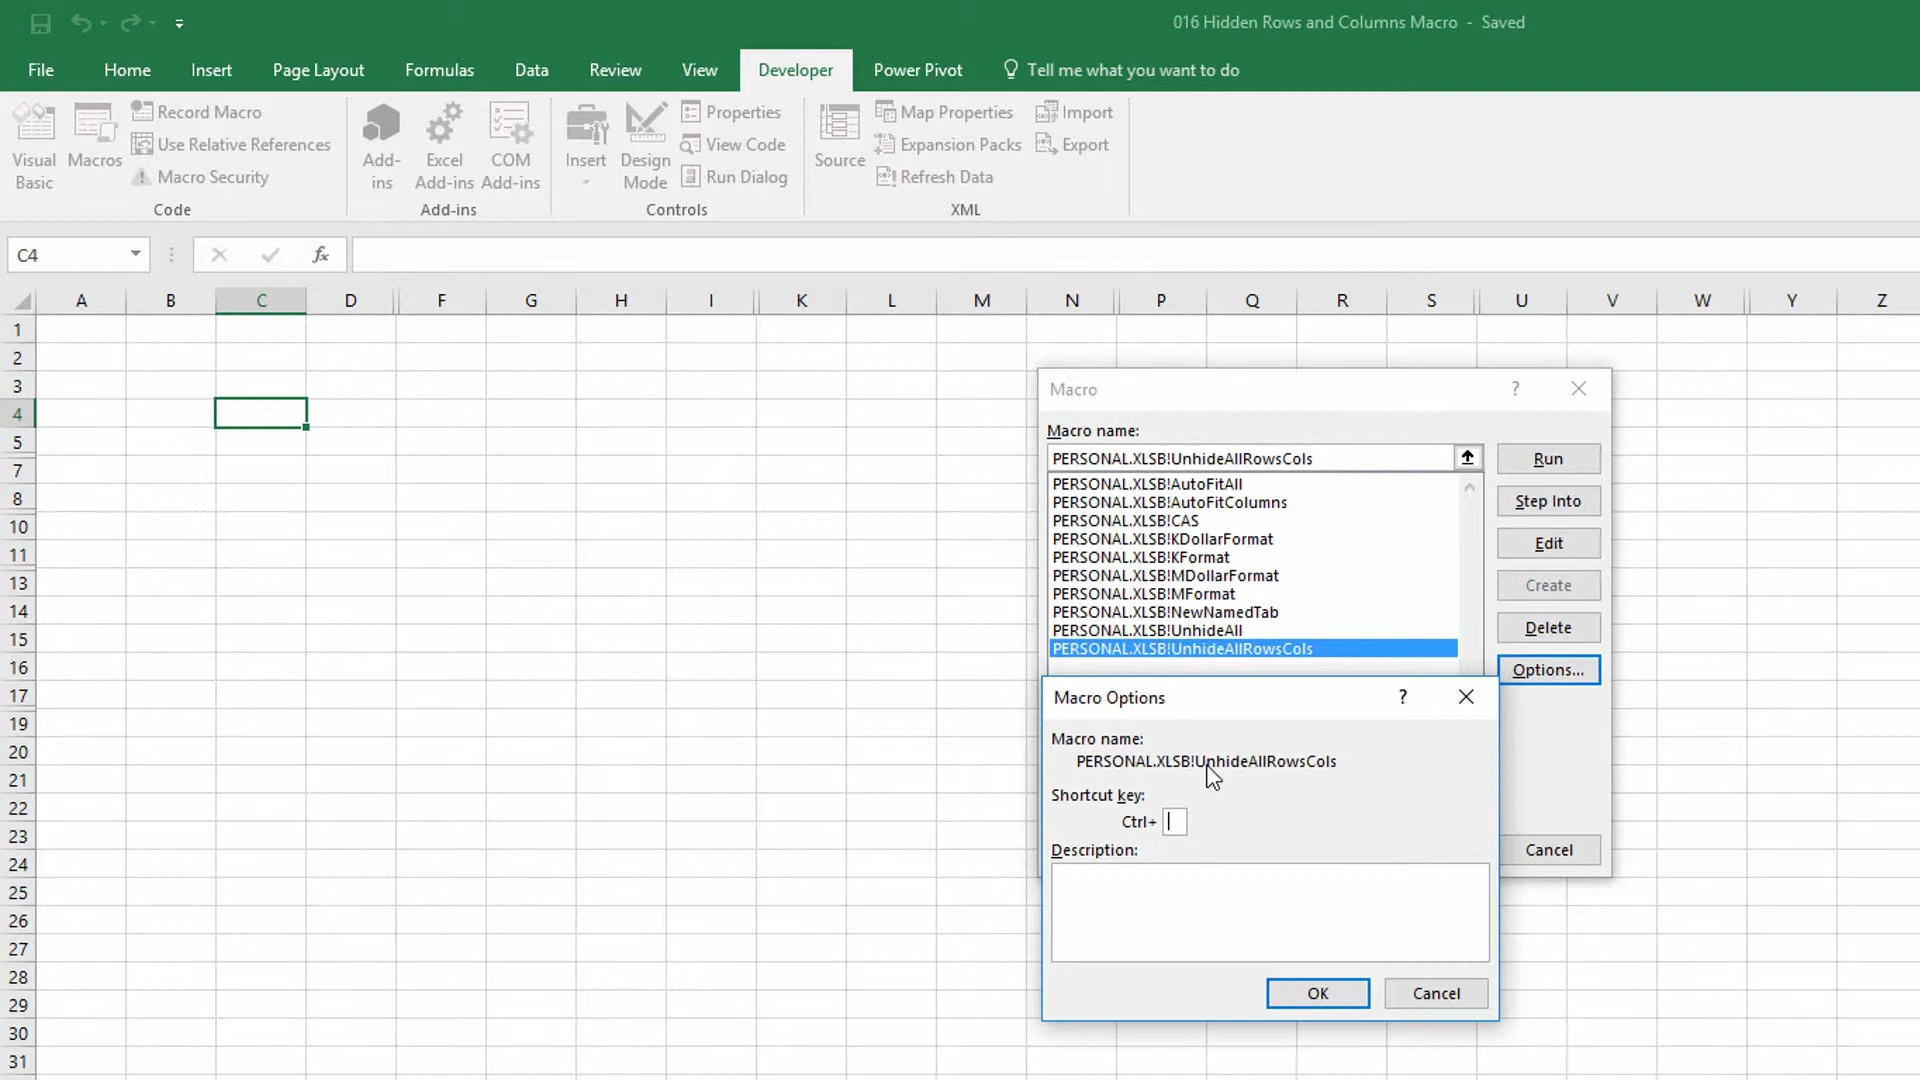 016 Hidden Rows and Columns Macro - Saved
File Home Insert Page Layout Formulas Data Review View Developer Power Pivot Tell me what you want to do
Visual Basic
Macros
Record Macro
Use Relative References
Macro Security
Code
Add-ins
Excel Add-ins
COM Add-ins
Add-ins
Insert
Design Mode
Properties
View Code
Run Dialog
Controls
Source
Map Properties
Expansion Packs
Refresh Data
Import
Export
XML
C4
fx
A B C D F G H I K L M N P Q R S U V W Y Z
1
2
3
4
5
7
8
10
11
13
14
15
16
17
19
20
21
22
23
24
25
26
27
28
29
30
31
Macro ?
Macro name:
PERSONAL.XLSB!UnhideAllRowsCols
PERSONAL.XLSB!AutoFitAll
PERSONAL.XLSB!AutoFitColumns
PERSONAL.XLSB!CAS
PERSONAL.XLSB!KDollarFormat
PERSONAL.XLSB!KFormat
PERSONAL.XLSB!MDollarFormat
PERSONAL.XLSB!MFormat
PERSONAL.XLSB!NewNamedTab
PERSONAL.XLSB!UnhideAll
PERSONAL.XLSB!UnhideAllRowsCols
Run
Step Into
Edit
Create
Delete
Options...
Cancel
Macro Options ?
Macro name:
PERSONAL.XLSB!UnhideAllRowsCols
Shortcut key:
Ctrl+
Description:
OK Cancel